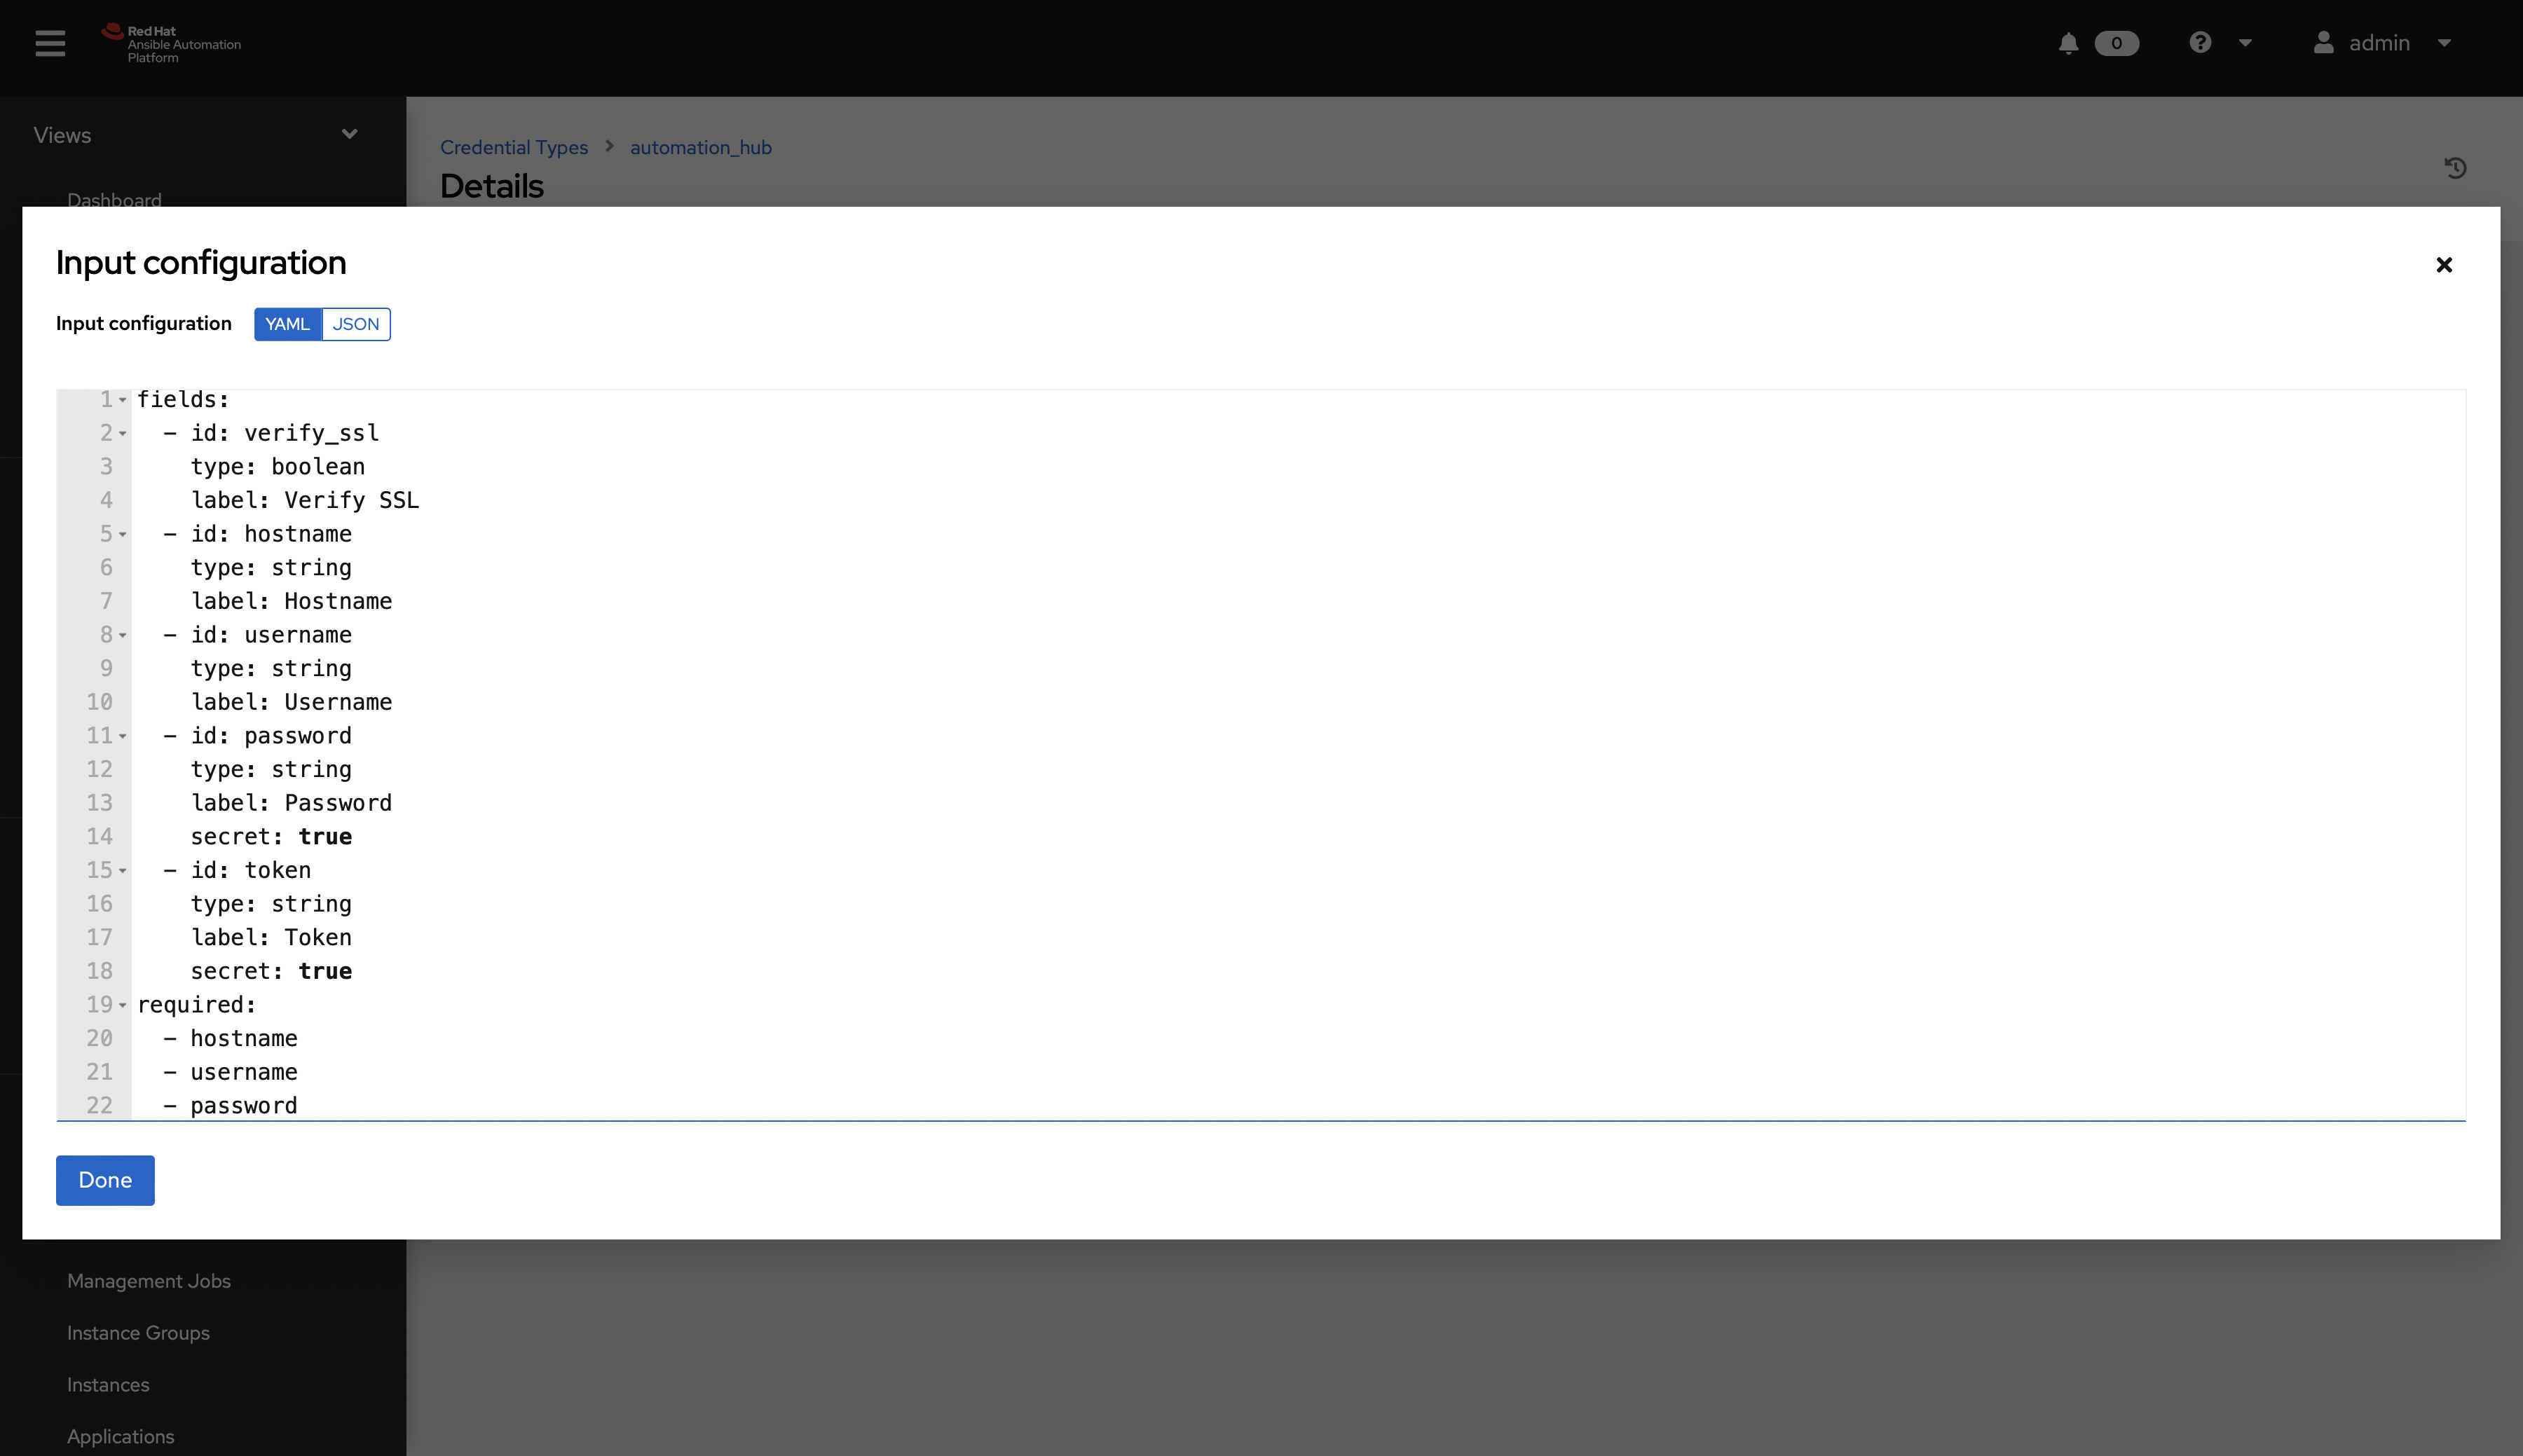 Red Hat
Ansible Automation
Platform
0
admin
Views
Dashboard
Credential Types
automation_hub
Details
Input configuration
Input configuration YAML JSON
1 fields:
2   - id: verify_ssl
3     type: boolean
4     label: Verify SSL
5   - id: hostname
6     type: string
7     label: Hostname
8   - id: username
9     type: string
10     label: Username
11   - id: password
12     type: string
13     label: Password
14     secret: true
15   - id: token
16     type: string
17     label: Token
18     secret: true
19 required:
20   - hostname
21   - username
22   - password
Done
Management Jobs
Instance Groups
Instances
Applications